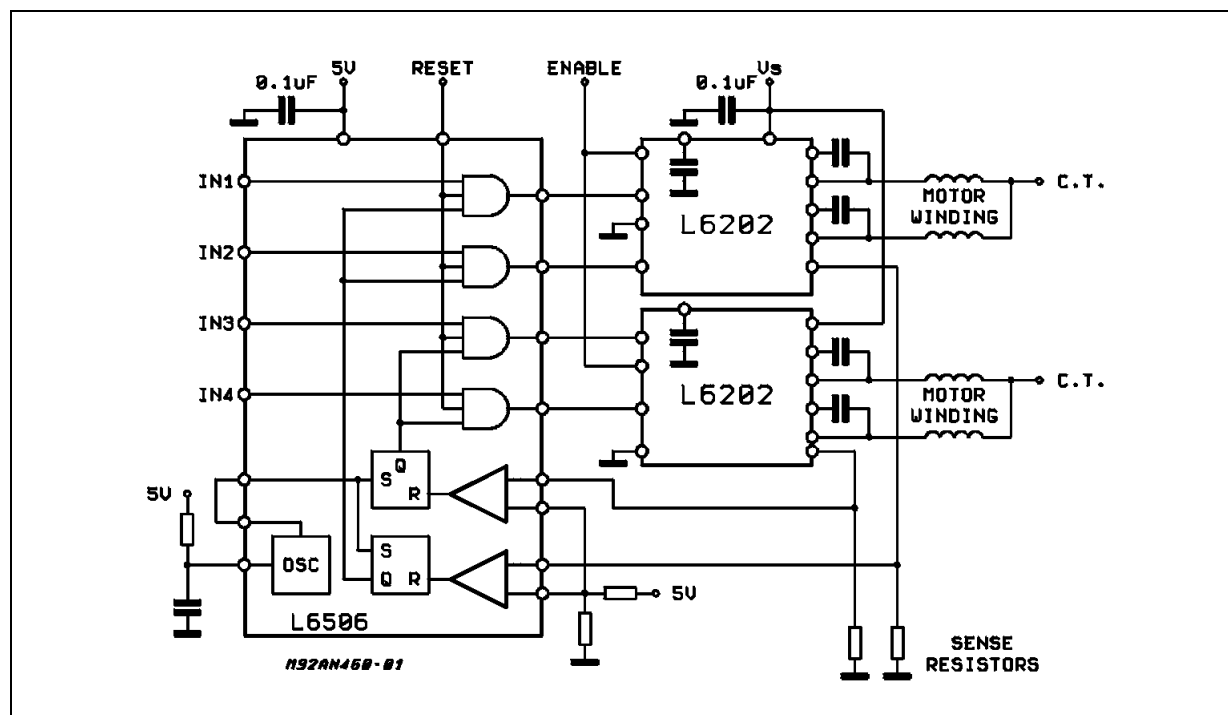 5V RESET ENABLE Vs
0.1uF 0.1uF
IN1
C.T.
MOTOR
WINDING
L6202
IN2
IN3
IN4
C.T.
MOTOR
WINDING
L6202
Q
S
R
5V
S
OSC
Q R
5V
L6506
SENSE
RESISTORS
M92AN460-01